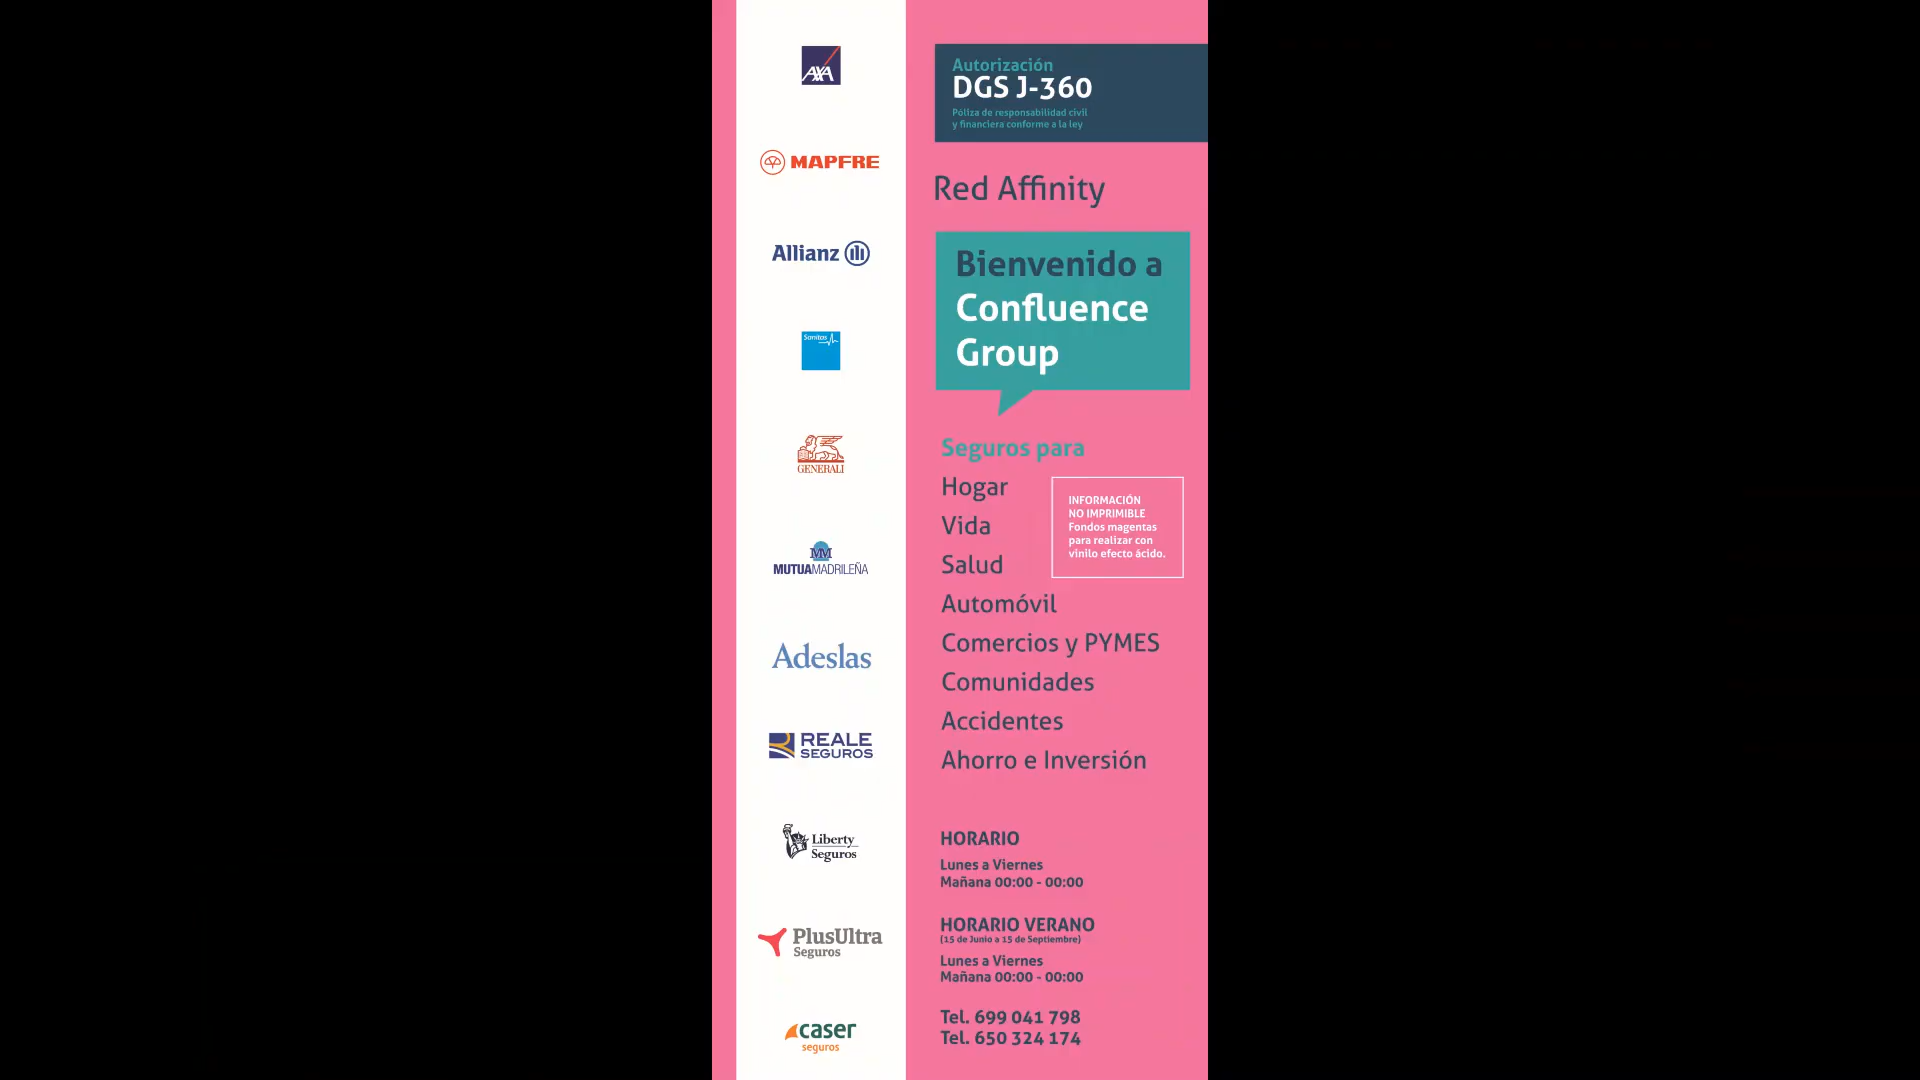 AXA
MAPFRE
Allianz
Sanitas
GENERALI
MM
MUTUAMADRILEÑA
Adeslas
REALE
SEGUROS
Liberty
Seguros
PlusUltra
Seguros
caser
seguros
Autorización
DGS J-360
Póliza de responsabilidad civil
y financiera conforme a la ley
Red Affinity
Bienvenido a
Confluence
Group
Seguros para
Hogar
Vida
Salud
Automóvil
Comercios y PYMES
Comunidades
Accidentes
Ahorro e Inversión
INFORMACIÓN
NO IMPRIMIBLE
Fondos magentas
para realizar con
vinilo efecto ácido.
HORARIO
Lunes a Viernes
Mañana 00:00 - 00:00
HORARIO VERANO
(15 de Junio a 15 de Septiembre)
Lunes a Viernes
Mañana 00:00 - 00:00
Tel. 699 041 798
Tel. 650 324 174